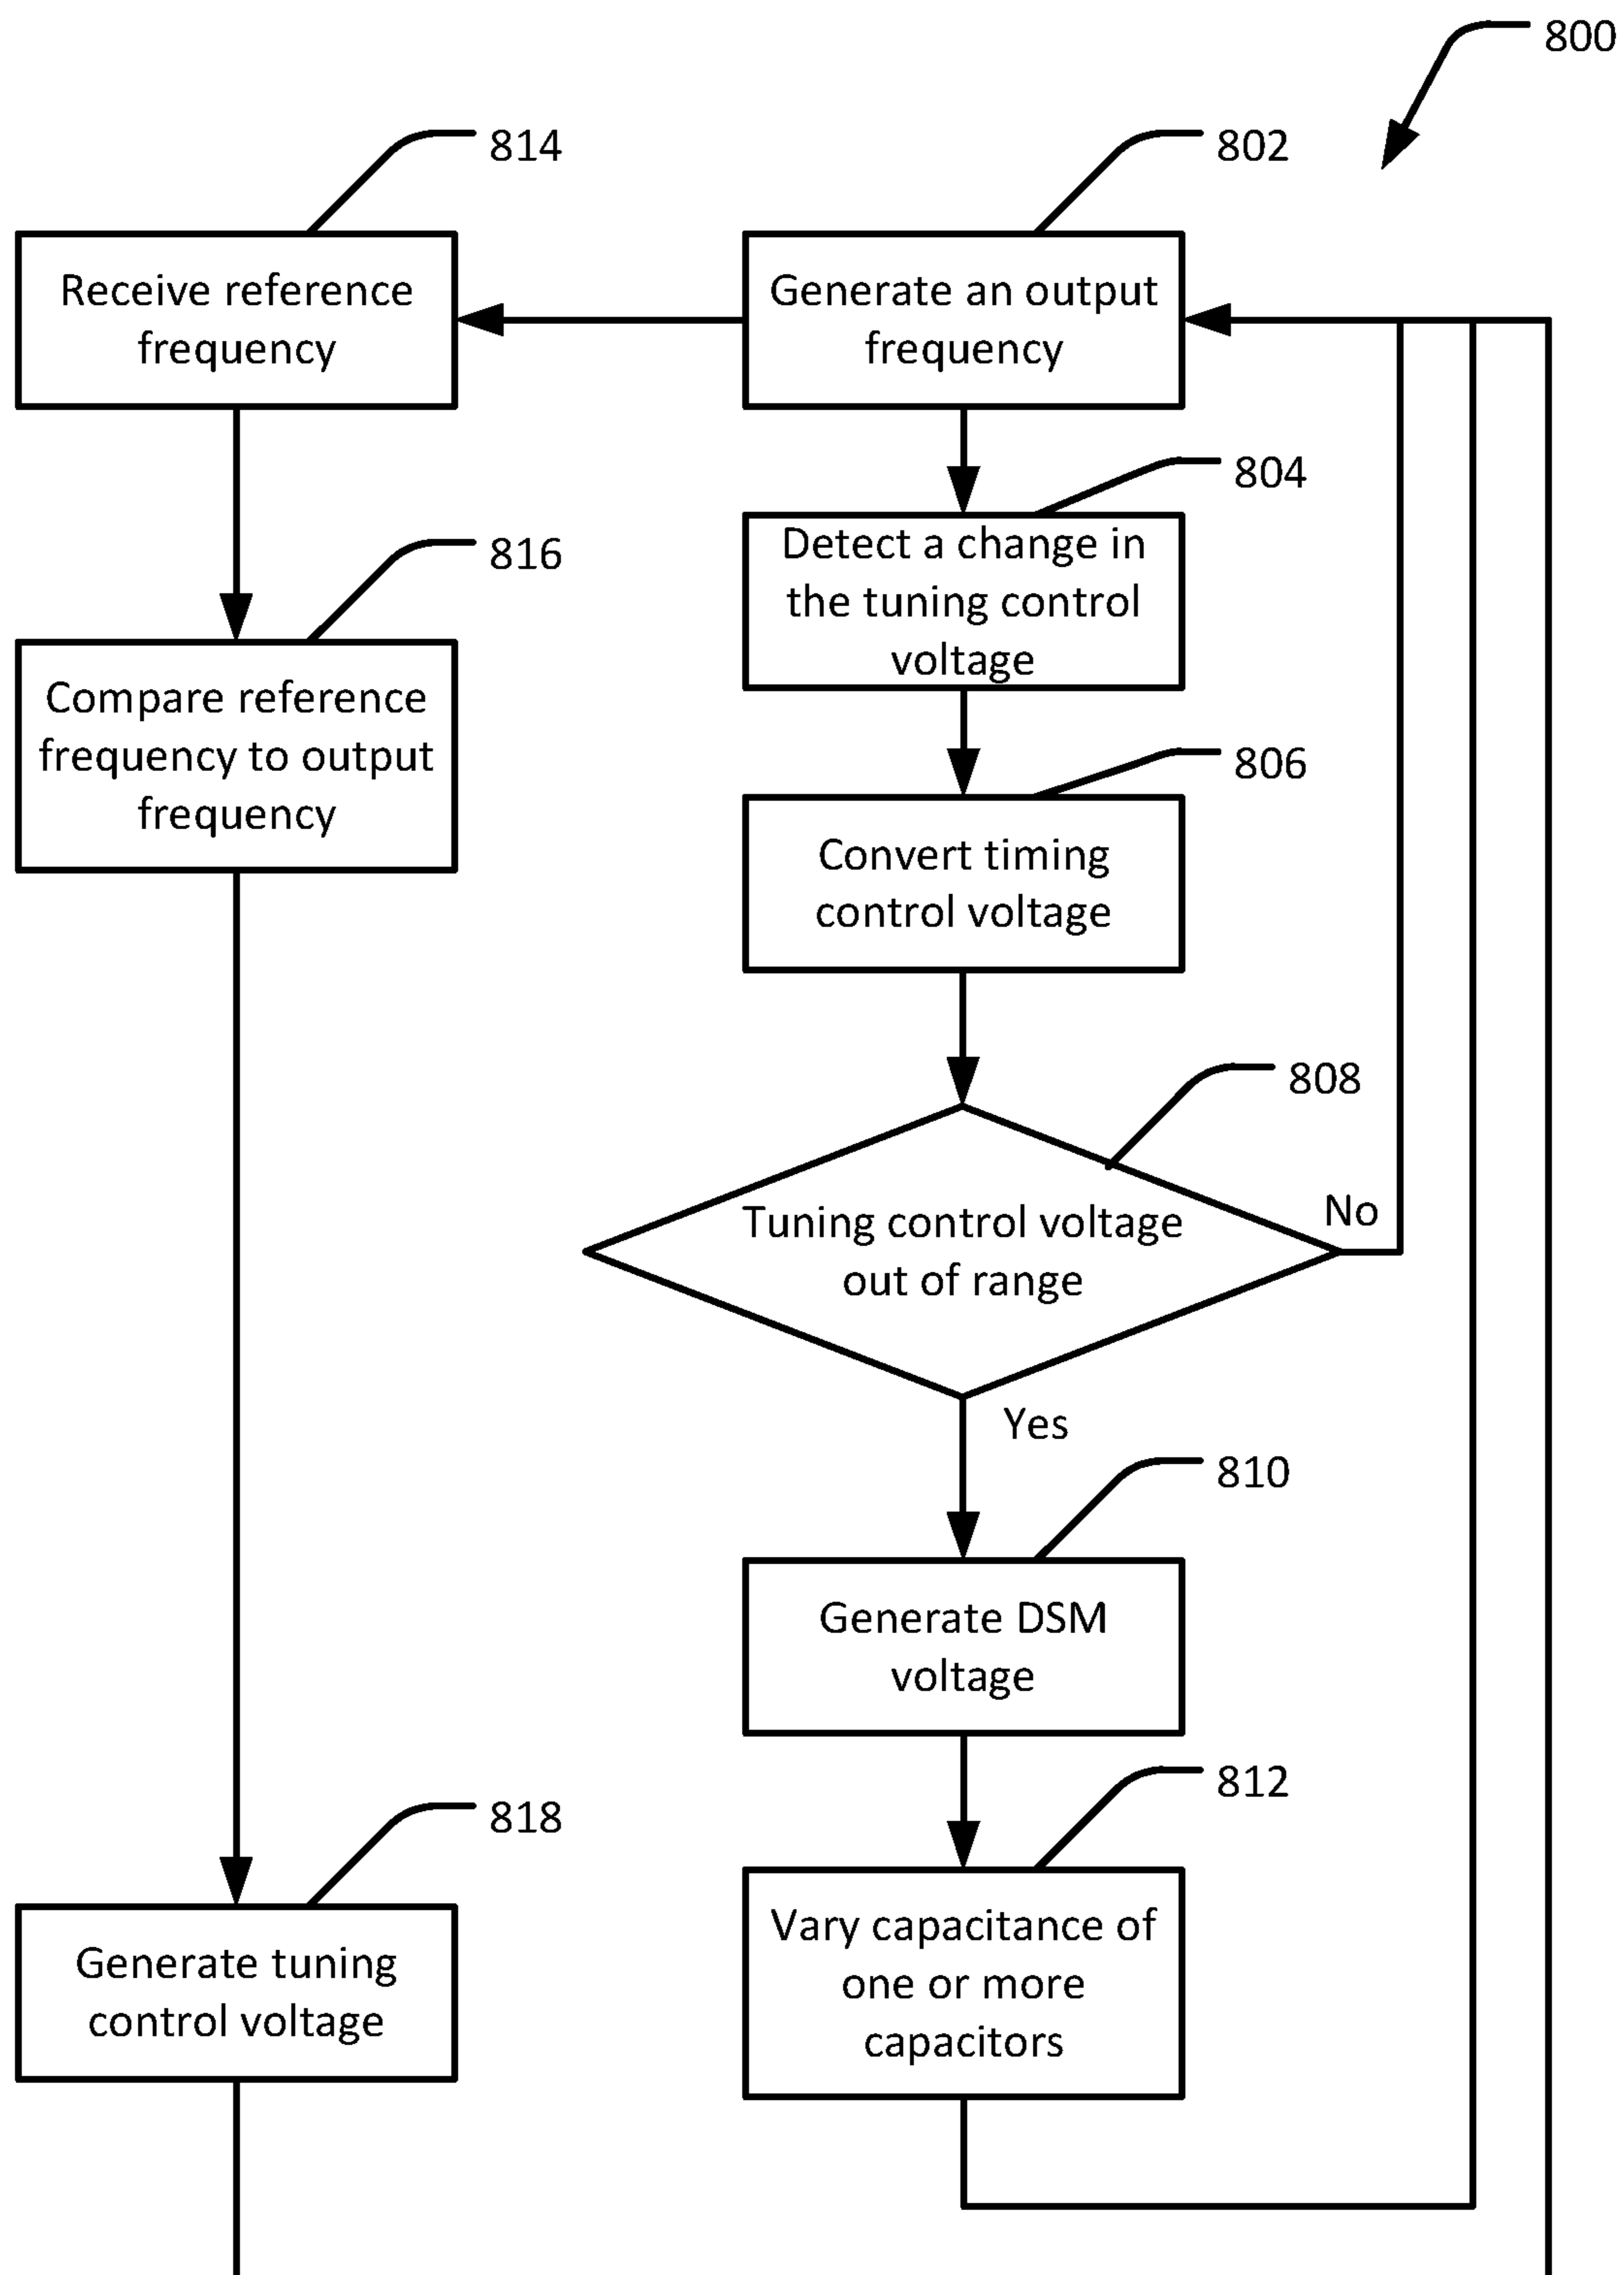 800
814
802
Receive reference
frequency
Generate an output
frequency
804
Detect a change in
the tuning control
voltage
816
Compare reference
frequency to output
frequency
806
Convert timing
control voltage
808
Tuning control voltage
out of range
No
Yes
810
Generate DSM
voltage
812
Vary capacitance of
one or more
capacitors
818
Generate tuning
control voltage